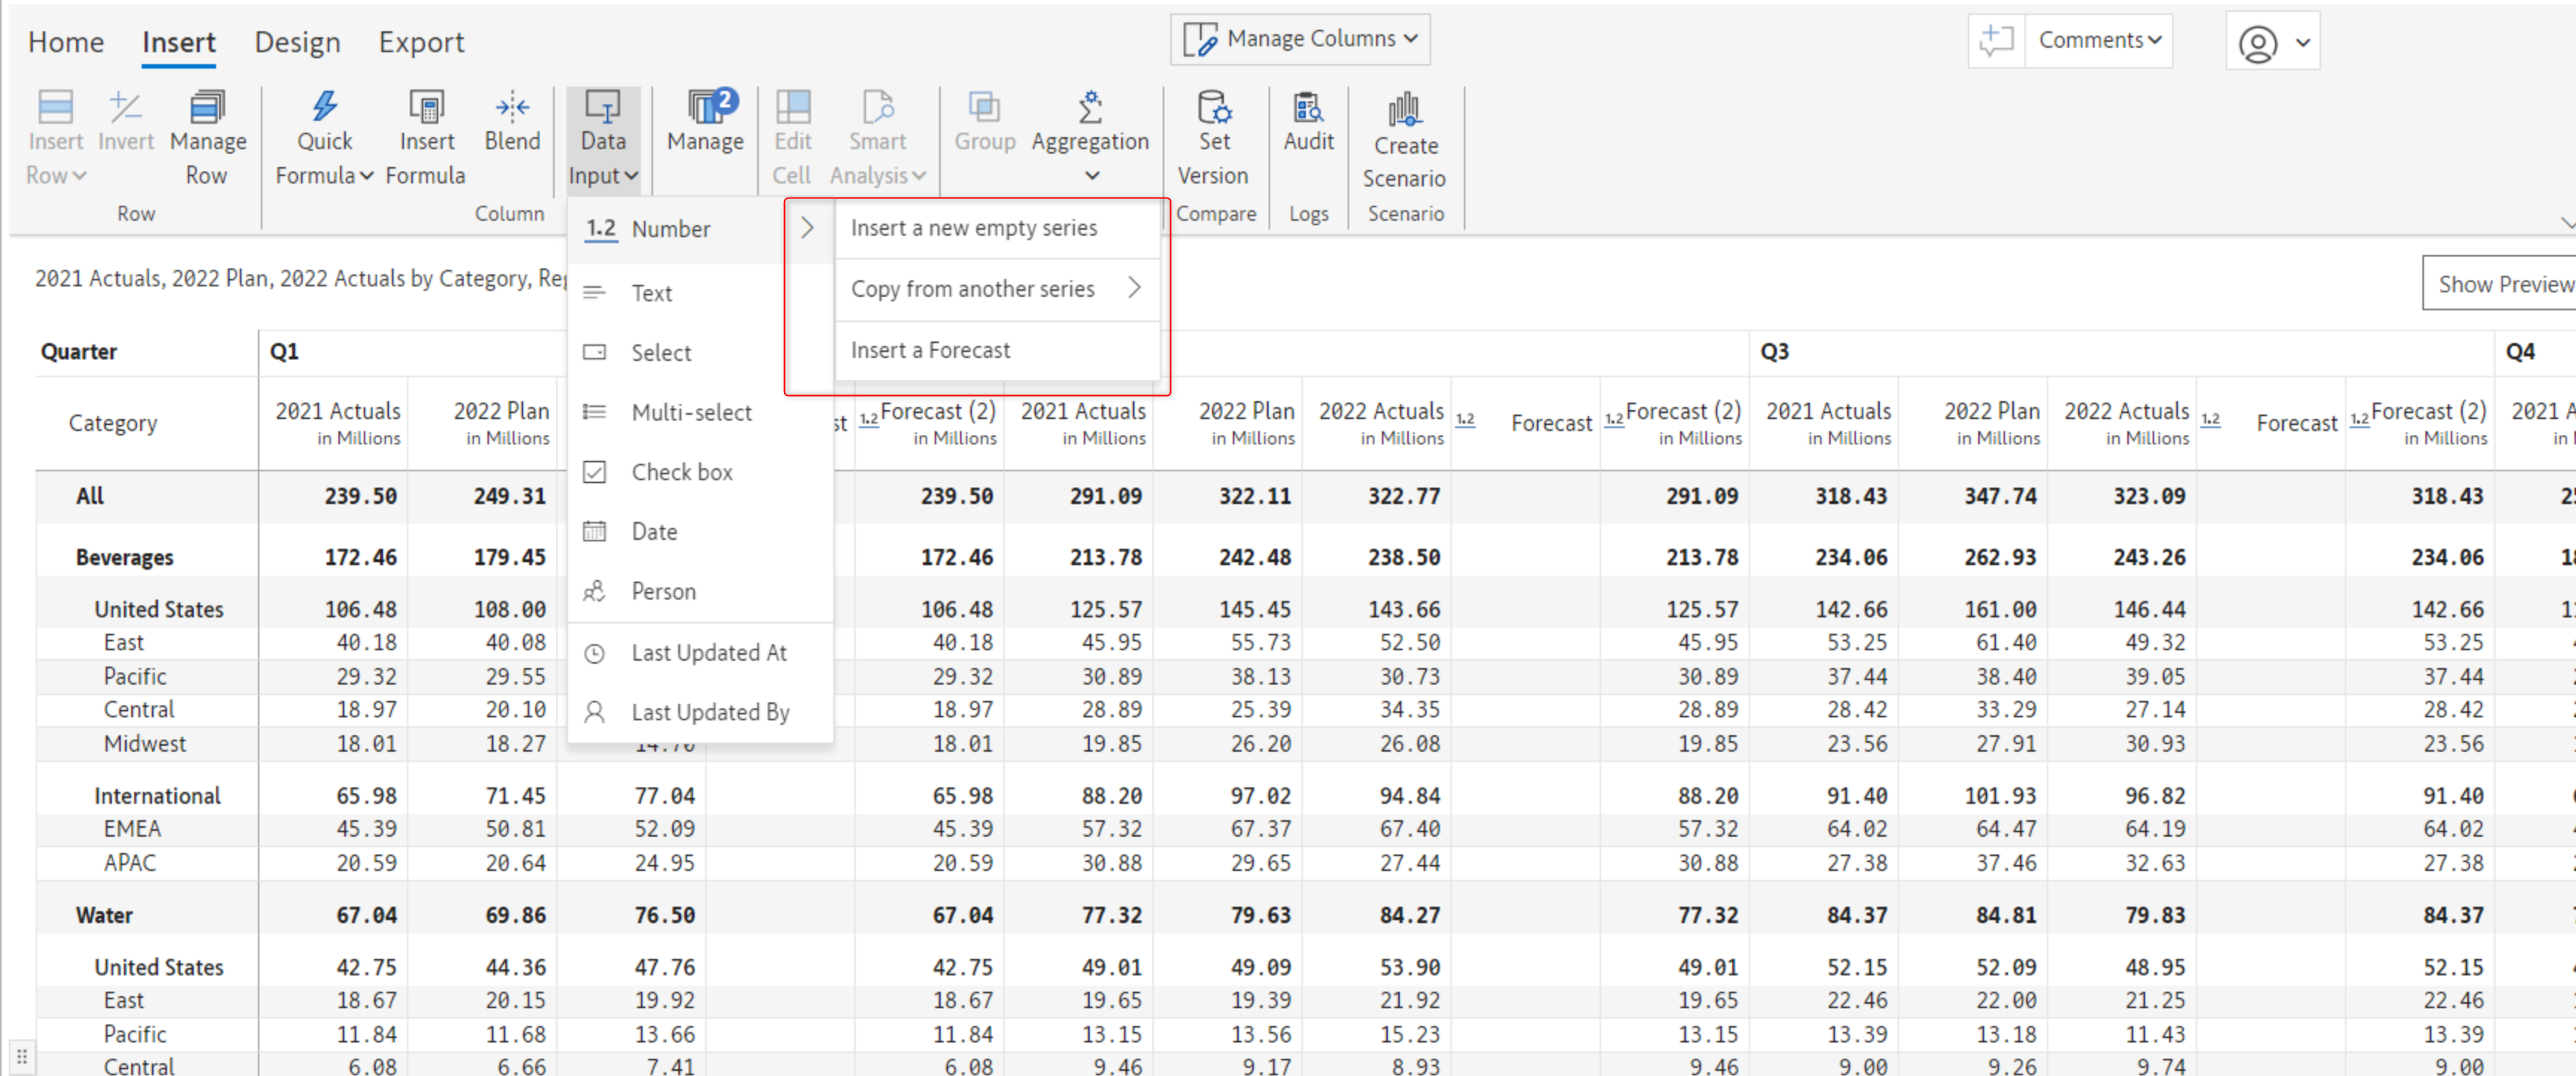 Home Insert Design Export Manage Columns Comments
2
Insert Row Invert Manage Row Quick Formula Insert Formula Blend Data Input Manage Edit Cell Smart Analysis Group Aggregation Set Version Audit Create Scenario
Row Column Compare Logs Scenario
1.2 Number
Text
Select
Multi-select
Check box
Date
Person
Last Updated At
Last Updated By
Insert a new empty series
Copy from another series
Insert a Forecast
2021 Actuals, 2022 Plan, 2022 Actuals by Category, Show Preview
Quarter Q1 Q3 Q4
Category 2021 Actuals in Millions 2022 Plan in Millions 1.2 Forecast (2) in Millions 2021 Actuals in Millions 2022 Plan in Millions 2022 Actuals in Millions 1.2 Forecast 1.2 Forecast (2) in Millions 2021 Actuals in Millions 2022 Plan in Millions 2022 Actuals in Millions 1.2 Forecast 1.2 Forecast (2) in Millions 2021
All 239.50 249.31 239.50 291.09 322.11 322.77 291.09 318.43 347.74 323.09 318.43
Beverages 172.46 179.45 172.46 213.78 242.48 238.50 213.78 234.06 262.93 243.26 234.06
United States 106.48 108.00 106.48 125.57 145.45 143.66 125.57 142.66 161.00 146.44 142.66
East 40.18 40.08 40.18 45.95 55.73 52.50 45.95 53.25 61.40 49.32 53.25
Pacific 29.32 29.55 29.32 30.89 38.13 30.73 30.89 37.44 38.40 39.05 37.44
Central 18.97 20.10 18.97 28.89 25.39 34.35 28.89 28.42 33.29 27.14 28.42
Midwest 18.01 18.27 18.01 19.85 26.20 26.08 19.85 23.56 27.91 30.93 23.56
International 65.98 71.45 77.04 65.98 88.20 97.02 94.84 88.20 91.40 101.93 96.82 91.40
EMEA 45.39 50.81 52.09 45.39 57.32 67.37 67.40 57.32 64.02 64.47 64.19 64.02
APAC 20.59 20.64 24.95 20.59 30.88 29.65 27.44 30.88 27.38 37.46 32.63 27.38
Water 67.04 69.86 76.50 67.04 77.32 79.63 84.27 77.32 84.37 84.81 79.83 84.37
United States 42.75 44.36 47.76 42.75 49.01 49.09 53.90 49.01 52.15 52.09 48.95 52.15
East 18.67 20.15 19.92 18.67 19.65 19.39 21.92 19.65 22.46 22.00 21.25 22.46
Pacific 11.84 11.68 13.66 11.84 13.15 13.56 15.23 13.15 13.39 13.18 11.43 13.39
Central 6.08 6.66 7.41 6.08 9.46 9.17 8.93 9.46 9.00 9.26 9.74 9.00